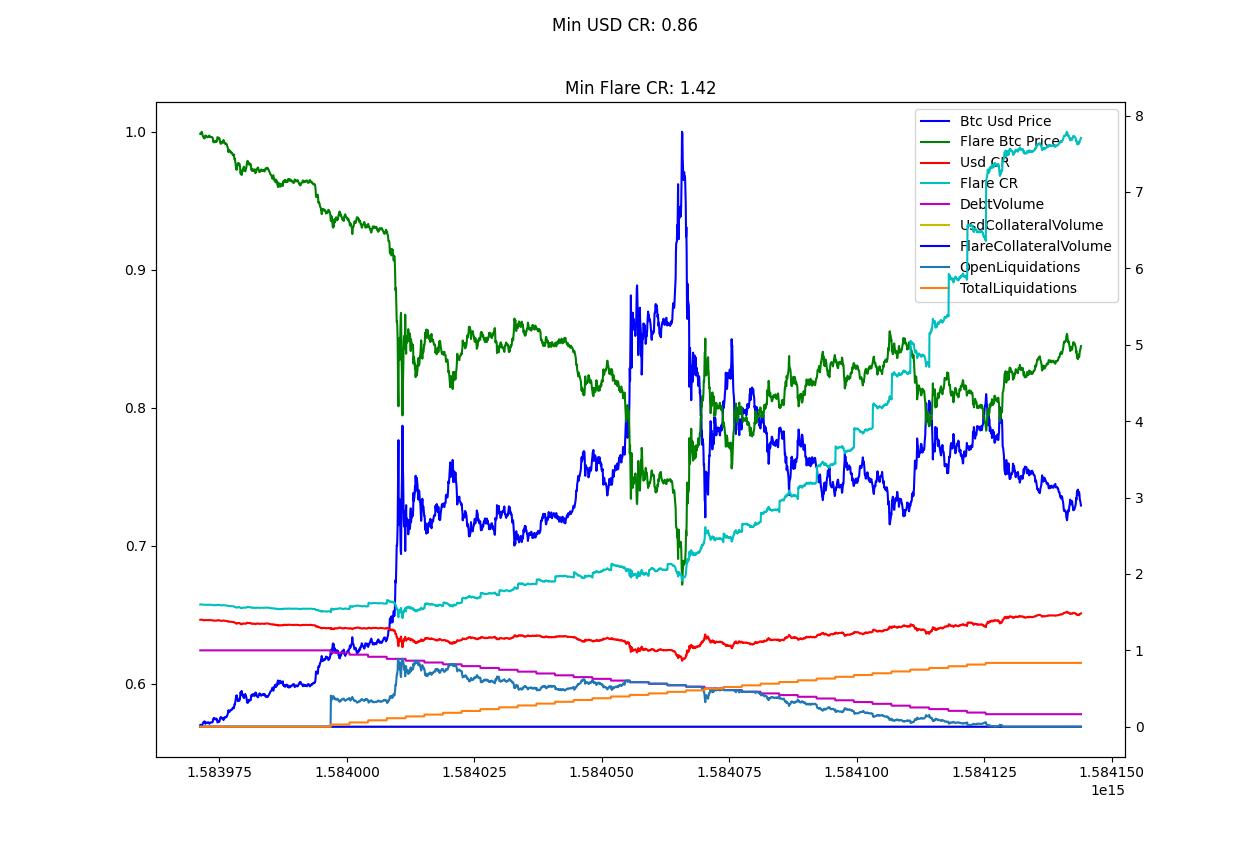 Min USD CR: 0.86
Min Flare CR: 1.42
1.0
0.9
0.8
0.7
0.6
8
7
6
5
4
3
2
1
0
Btc Usd Price
Flare Btc Price
Usd CR
Flare CR
DebtVolume
UsdCollateralVolume
FlareCollateralVolume
OpenLiquidations
TotalLiquidations
1.583975 1.584000 1.584025 1.584050 1.584075 1.584100 1.584125 1.584150
1e15